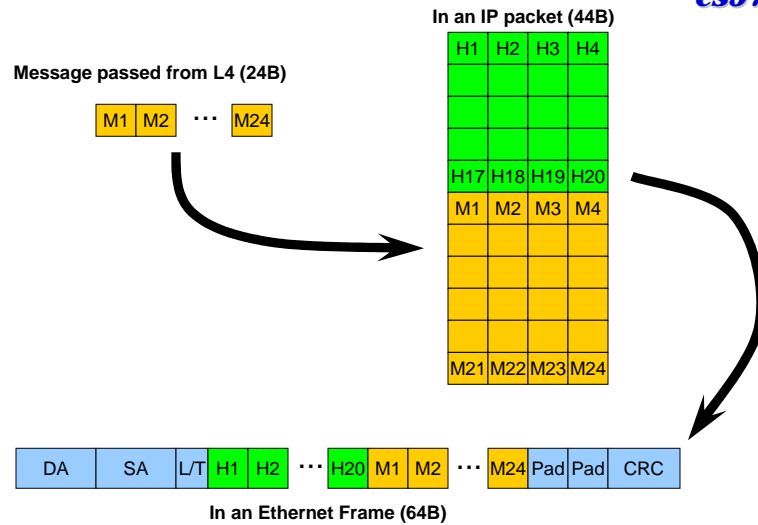 In an IP packet (44B)
H1 H2 H3 H4
Message passed from L4 (24B)
M1 M2 ... M24
H17 H18 H19 H20
M1 M2 M3 M4
M21 M22 M23 M24
DA SA L/T H1 H2 ... H20 M1 M2 ... M24 Pad Pad CRC
In an Ethernet Frame (64B)